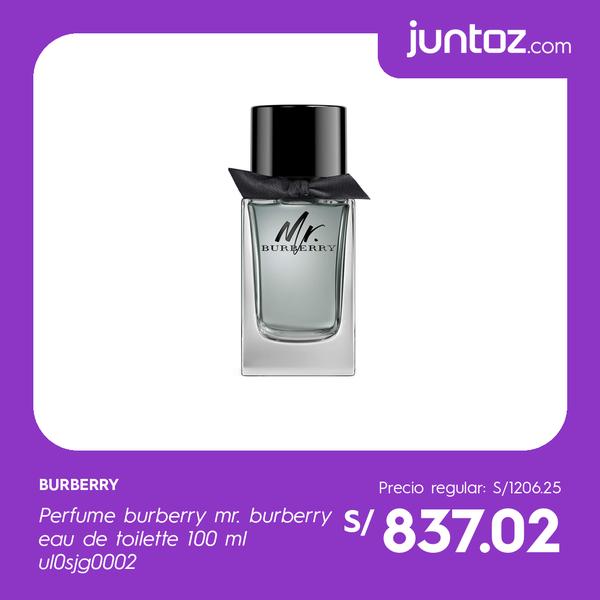 juntoz.com
Mr.
BURBERRY
BURBERRY
Precio regular: S/1206.25
Perfume burberry mr. burberry
eau de toilette 100 ml
ul0sjg0002
S/ 837.02